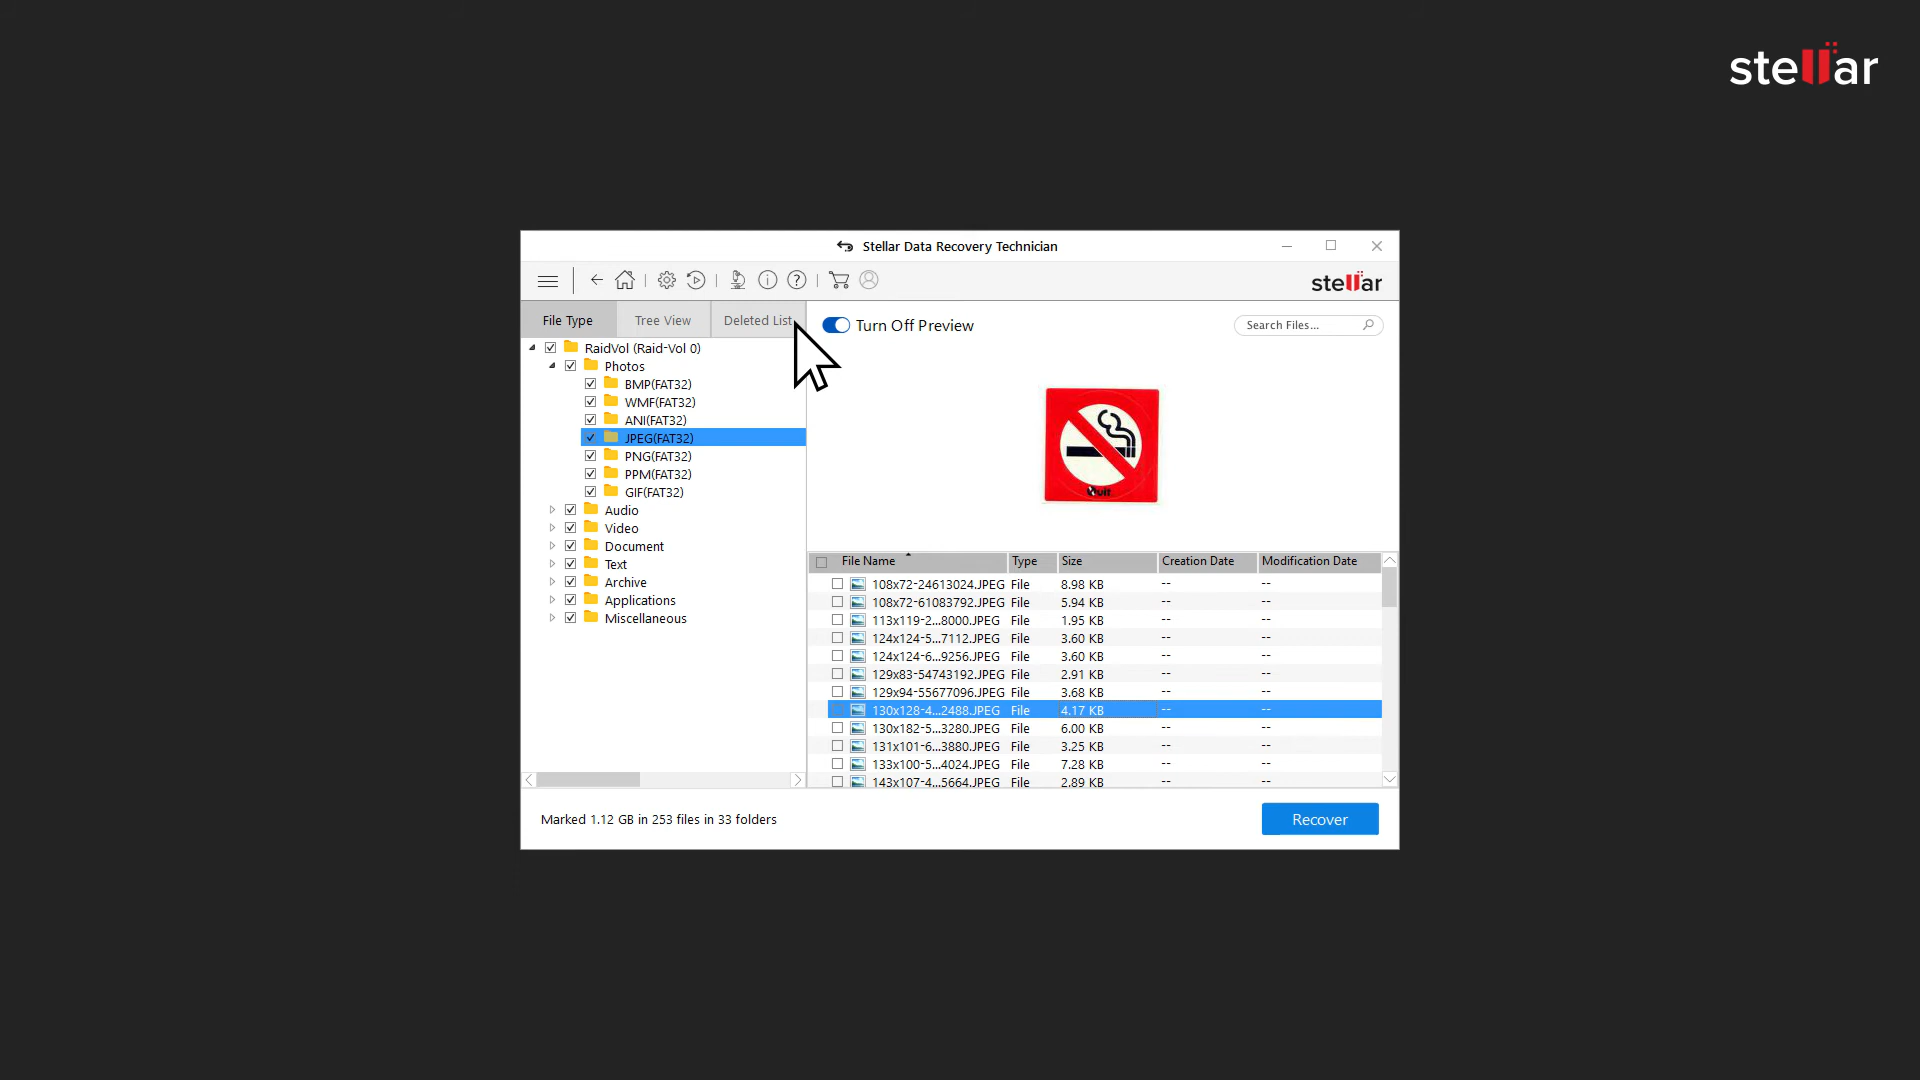 stellar
Stellar Data Recovery Technician
stellar
File Type
Tree View
Deleted List
Turn Off Preview
Search Files...
RaidVol (Raid-Vol 0)
Photos
BMP(FAT32)
WMF(FAT32)
ANI(FAT32)
JPEG(FAT32)
PNG(FAT32)
PPM(FAT32)
GIF(FAT32)
Audio
Video
Document
Text
Archive
Applications
Miscellaneous
File Name Type Size Creation Date Modification Date
108x72-24613024.JPEG File 8.98 KB -- --
108x72-61083792.JPEG File 5.94 KB -- --
113x119-2...8000.JPEG File 1.95 KB -- --
124x124-5...7112.JPEG File 3.60 KB -- --
124x124-6...9256.JPEG File 3.60 KB -- --
129x83-54743192.JPEG File 2.91 KB -- --
129x94-55677096.JPEG File 3.68 KB -- --
130x128-4...2488.JPEG File 4.17 KB -- --
130x182-5...3280.JPEG File 6.00 KB -- --
131x101-6...3880.JPEG File 3.25 KB -- --
133x100-5...4024.JPEG File 7.28 KB -- --
143x107-4...5664.JPEG File 2.89 KB -- --
Marked 1.12 GB in 253 files in 33 folders
Recover